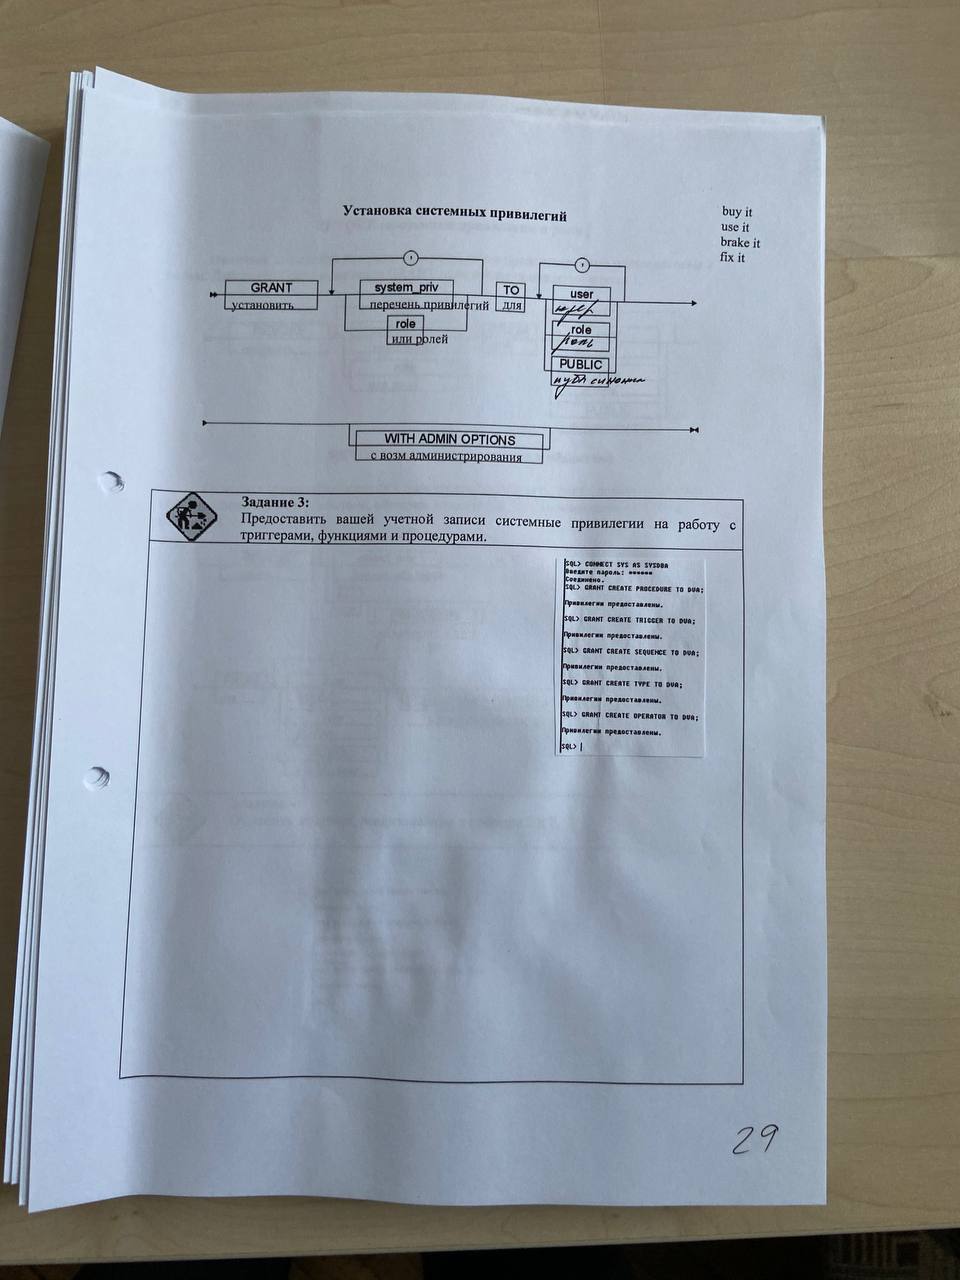 Установка системных привилегий
buy it
use it
brake it
fix it
GRANT
установить
,
system_priv
перечень привилегий
role
или ролей
TO
для
,
user
юзер
role
роль
PUBLIC
публ синоним
WITH ADMIN OPTIONS
с возм администрирования
Задание 3:
Предоставить вашей учетной записи системные привилегии на работу с
триггерами, функциями и процедурами.
SQL> CONNECT SYS AS SYSDBA
Введите пароль: ******
Соединено.
SQL> GRANT CREATE PROCEDURE TO DVA;
Привилегии предоставлены.
SQL> GRANT CREATE TRIGGER TO DVA;
Привилегии предоставлены.
SQL> GRANT CREATE SEQUENCE TO DVA;
Привилегии предоставлены.
SQL> GRANT CREATE TYPE TO DVA;
Привилегии предоставлены.
SQL> GRANT CREATE OPERATOR TO DVA;
Привилегии предоставлены.
SQL>
29